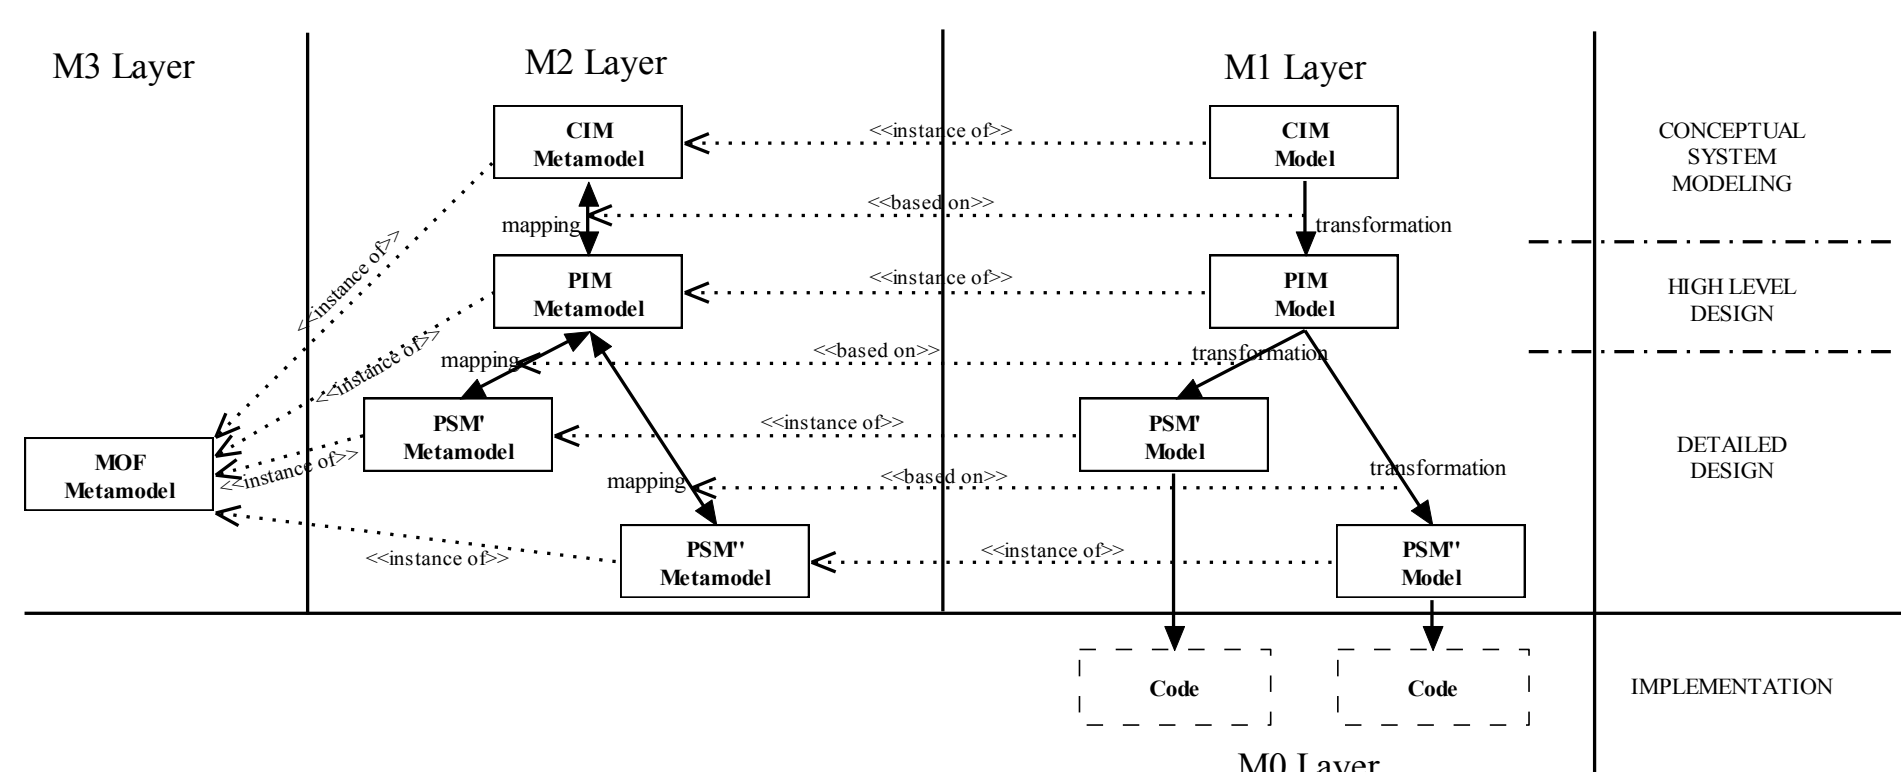 M3 Layer
M2 Layer
M1 Layer
CIM
Metamodel
<<instance of>>
CIM
Model
CONCEPTUAL
SYSTEM
MODELING
<<based on>>
mapping
transformation
<<instance of>>
PIM
Metamodel
<<instance of>>
PIM
Model
HIGH LEVEL
DESIGN
<<instance of>>
mapping
<<based on>>
transformation
PSM'
Metamodel
<<instance of>>
PSM'
Model
DETAILED
DESIGN
MOF
Metamodel
<<instance of>>
mapping
<<based on>>
transformation
<<instance of>>
PSM''
Metamodel
<<instance of>>
PSM''
Model
Code
Code
IMPLEMENTATION
M0 Layer